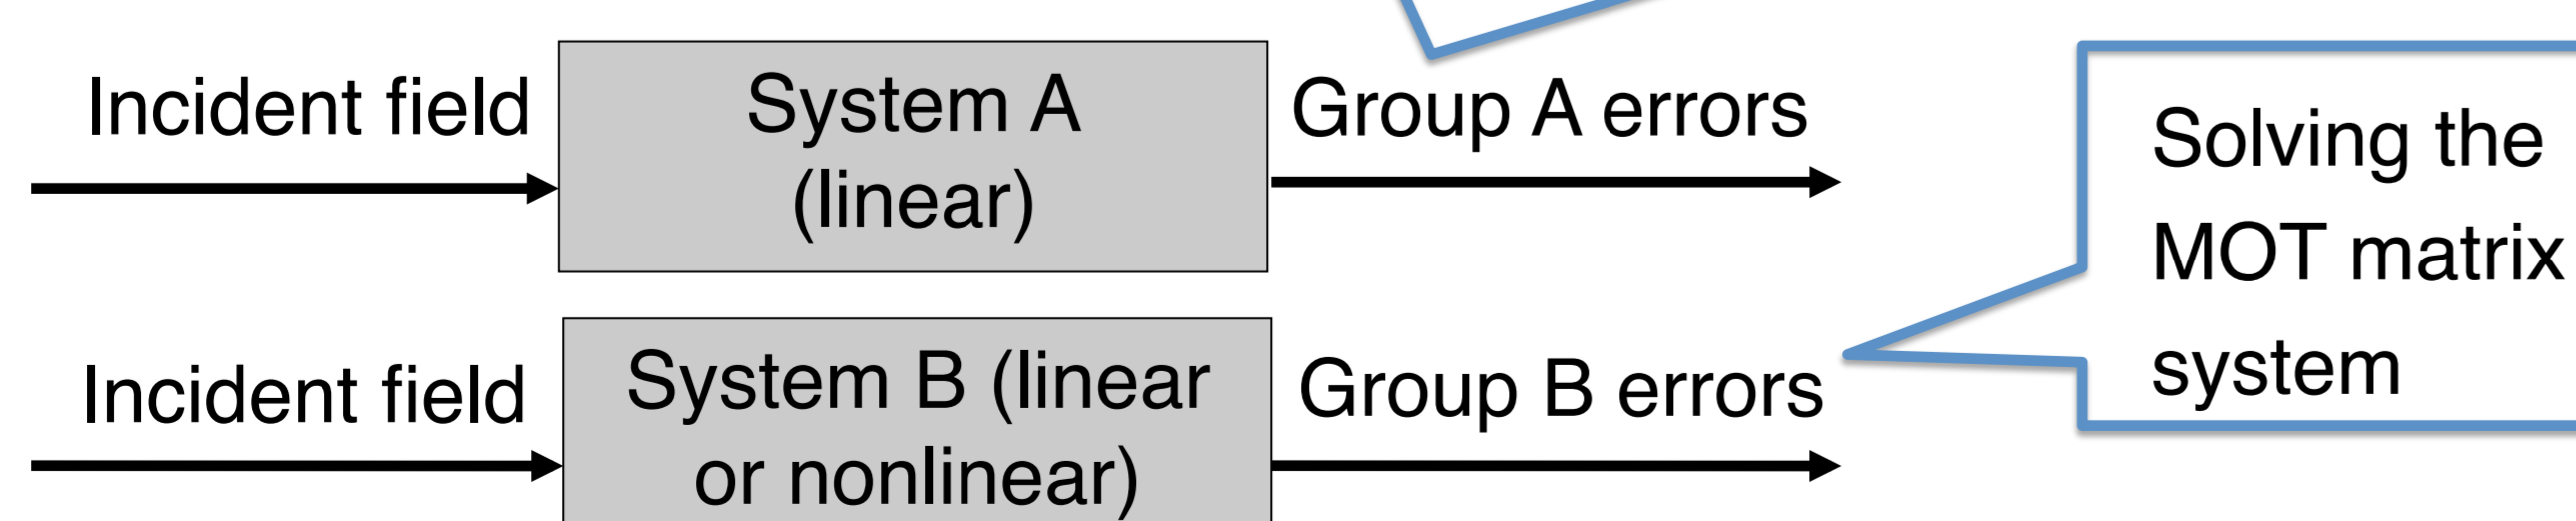 Incident field
System A
(linear)
Group A errors
Solving the
MOT matrix
system
Incident field
System B (linear
or nonlinear)
Group B errors